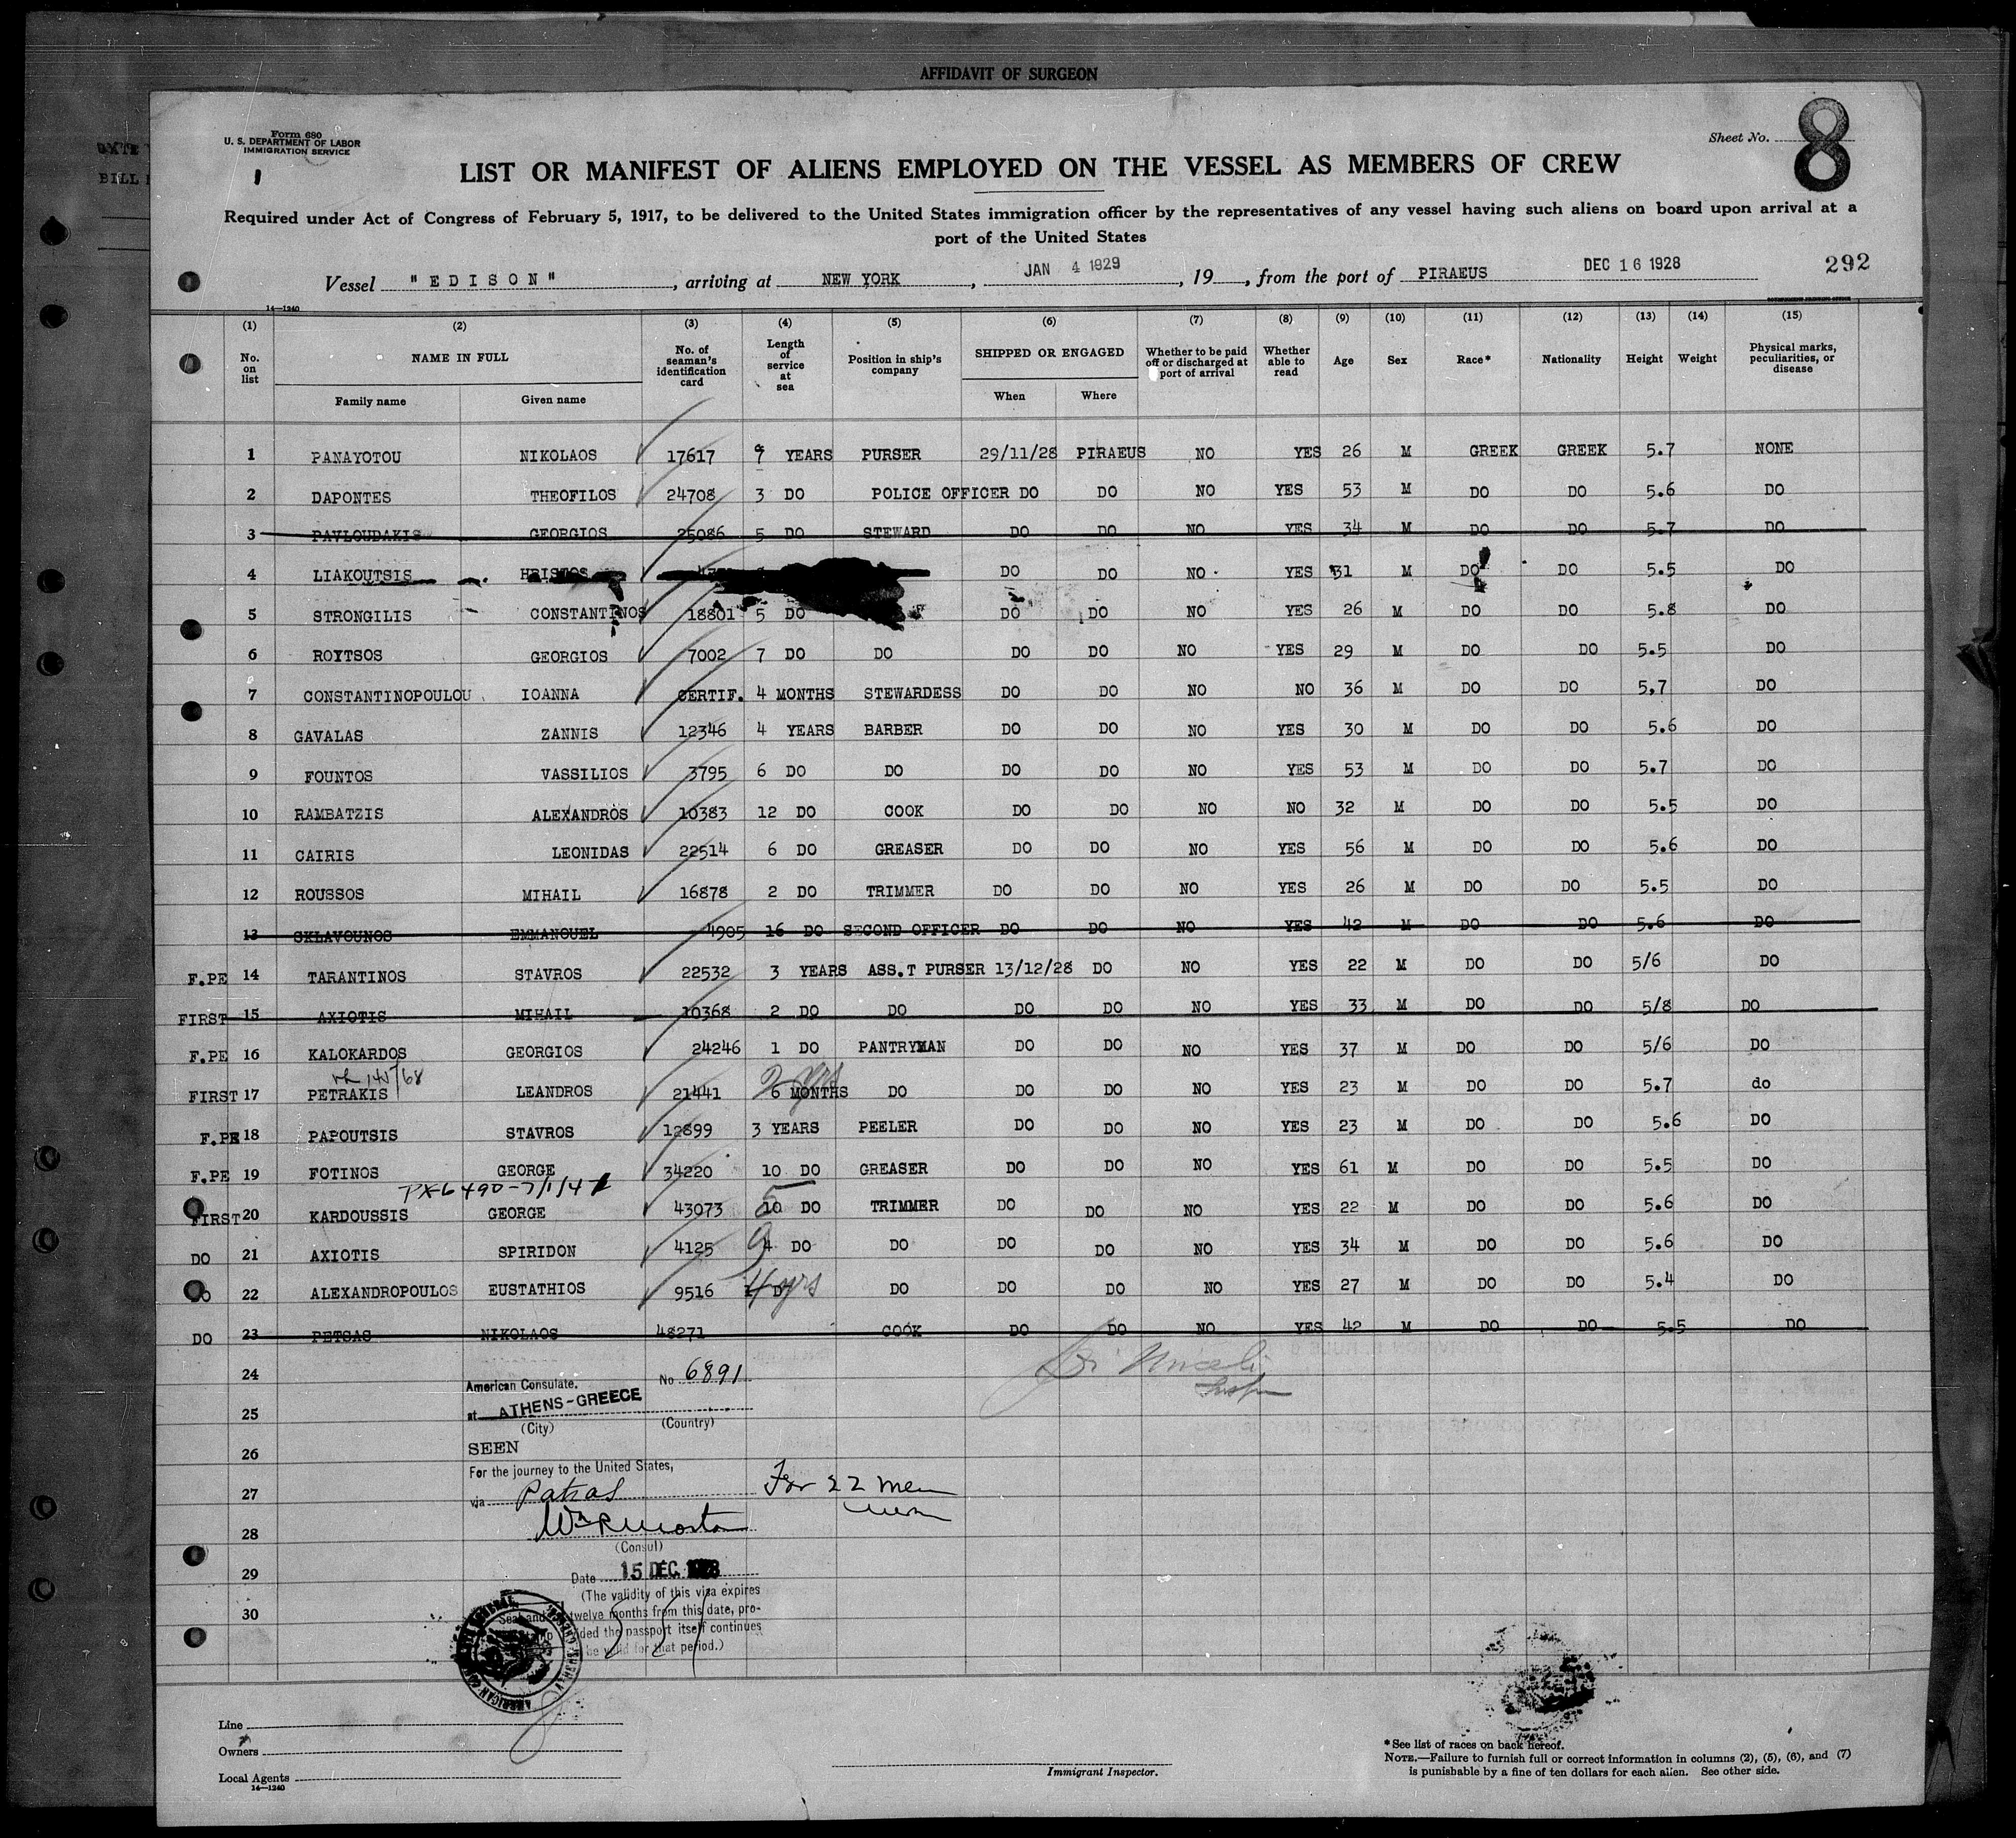 AFFIDAVIT OF SURGEON
Form 680
U. S. DEPARTMENT OF LABOR
IMMIGRATION SERVICE
Sheet No. 8
LIST OR MANIFEST OF ALIENS EMPLOYED ON THE VESSEL AS MEMBERS OF CREW
Required under Act of Congress of February 5, 1917, to be delivered to the United States immigration officer by the representatives of any vessel having such aliens on board upon arrival at a
port of the United States
Vessel "EDISON", arriving at NEW YORK, JAN 4 1929, 19, from the port of PIRAEUS DEC 16 1928 292
14—1240
(1) (2) (3) (4) (5) (6) (7) (8) (9) (10) (11) (12) (13) (14) (15)
No. on list NAME IN FULL Family name Given name No. of seaman's identification card Length of service at sea Position in ship's company SHIPPED OR ENGAGED When Where Whether to be paid off or discharged at port of arrival Whether able to read Age Sex Race* Nationality Height Weight Physical marks, peculiarities, or disease
1 PANAYOTOU NIKOLAOS 17617 YEARS PURSER 29/11/28 PIRAEUS NO YES 26 M GREEK GREEK 5.7 NONE
2 DAPONTES THEOFILOS 24708 3 DO POLICE OFFICER DO DO NO YES 53 M DO DO 5.6 DO
3 PAVLOUDAKIS GEORGIOS 25086 5 DO STEWARD DO DO NO YES 34 M DO DO 5.7 DO
4 LIAKOUTSIS HRISTOS DO DO NO YES 31 M DO DO 5.5 DO
5 STRONGILIS CONSTANTINOS 18801 5 DO DO DO NO YES 26 M DO DO 5.8 DO
6 ROYTSOS GEORGIOS 7002 7 DO DO DO DO NO YES 29 M DO DO 5.5 DO
7 CONSTANTINOPOULOU IOANNA CERTIF. 4 MONTHS STEWARDESS DO DO NO NO 36 M DO DO 5,7 DO
8 GAVALAS ZANNIS 12346 4 YEARS BARBER DO DO NO YES 30 M DO DO 5.6 DO
9 FOUNTOS VASSILIOS 3795 6 DO DO DO DO NO YES 53 M DO DO 5.7 DO
10 RAMBATZIS ALEXANDROS 10383 12 DO COOK DO DO NO NO 32 M DO DO 5.5 DO
11 CAIRIS LEONIDAS 22514 6 DO GREASER DO DO NO YES 56 M DO DO 5.6 DO
12 ROUSSOS MIHAIL 16878 2 DO TRIMMER DO DO NO YES 26 M DO DO 5.5 DO
13 SKLAVOUNOS EMMANOUEL 4905 16 DO SECOND OFFICER DO DO NO YES 42 M DO DO 5.6 DO
F.PE 14 TARANTINOS STAVROS 22532 3 YEARS ASS.T PURSER 13/12/28 DO NO YES 22 M DO DO 5/6 DO
FIRST 15 AXIOTIS MIHAIL 10368 2 DO DO DO DO NO YES 33 M DO DO 5/8 DO
F.PE 16 KALOKARDOS GEORGIOS 24246 1 DO PANTRYMAN DO DO NO YES 37 M DO DO 5/6 DO
FIRST 17 PETRAKIS LEANDROS 21441 6 MONTHS 2 yrs DO DO DO NO YES 23 M DO DO 5.7 do
F.PE 18 PAPOUTSIS STAVROS 12899 3 YEARS PEELER DO DO NO YES 23 M DO DO 5.6 DO
F.PE 19 FOTINOS GEORGE 34220 10 DO GREASER DO DO NO YES 61 M DO DO 5.5 DO
FIRST 20 KARDOUSSIS GEORGE 43073 10 5 DO TRIMMER DO DO NO YES 22 M DO DO 5.6 DO
DO 21 AXIOTIS SPIRIDON 4125 4 9 DO DO DO DO NO YES 34 M DO DO 5.6 DO
DO 22 ALEXANDROPOULOS EUSTATHIOS 9516 4 yrs DO DO DO NO YES 27 M DO DO 5.4 DO
DO 23 PETSAS NIKOLAOS 48271 COOK DO DO NO YES 42 M DO DO 5.5 DO
24
25
26
27
28
29
30
American Consulate, No 6891
at ATHENS-GREECE
(City) (Country)
SEEN
For the journey to the United States,
via Patras For 22 men
(Consul)
Date 15 DEC. 1928
(The validity of this visa expires
twelve months from this date, pro-
vided the passport itself continues
be valid for that period.)
Line
Owners
Local Agents
14—1240
Immigrant Inspector.
*See list of races on back hereof.
NOTE.—Failure to furnish full or correct information in columns (2), (5), (6), and (7)
is punishable by a fine of ten dollars for each alien. See other side.